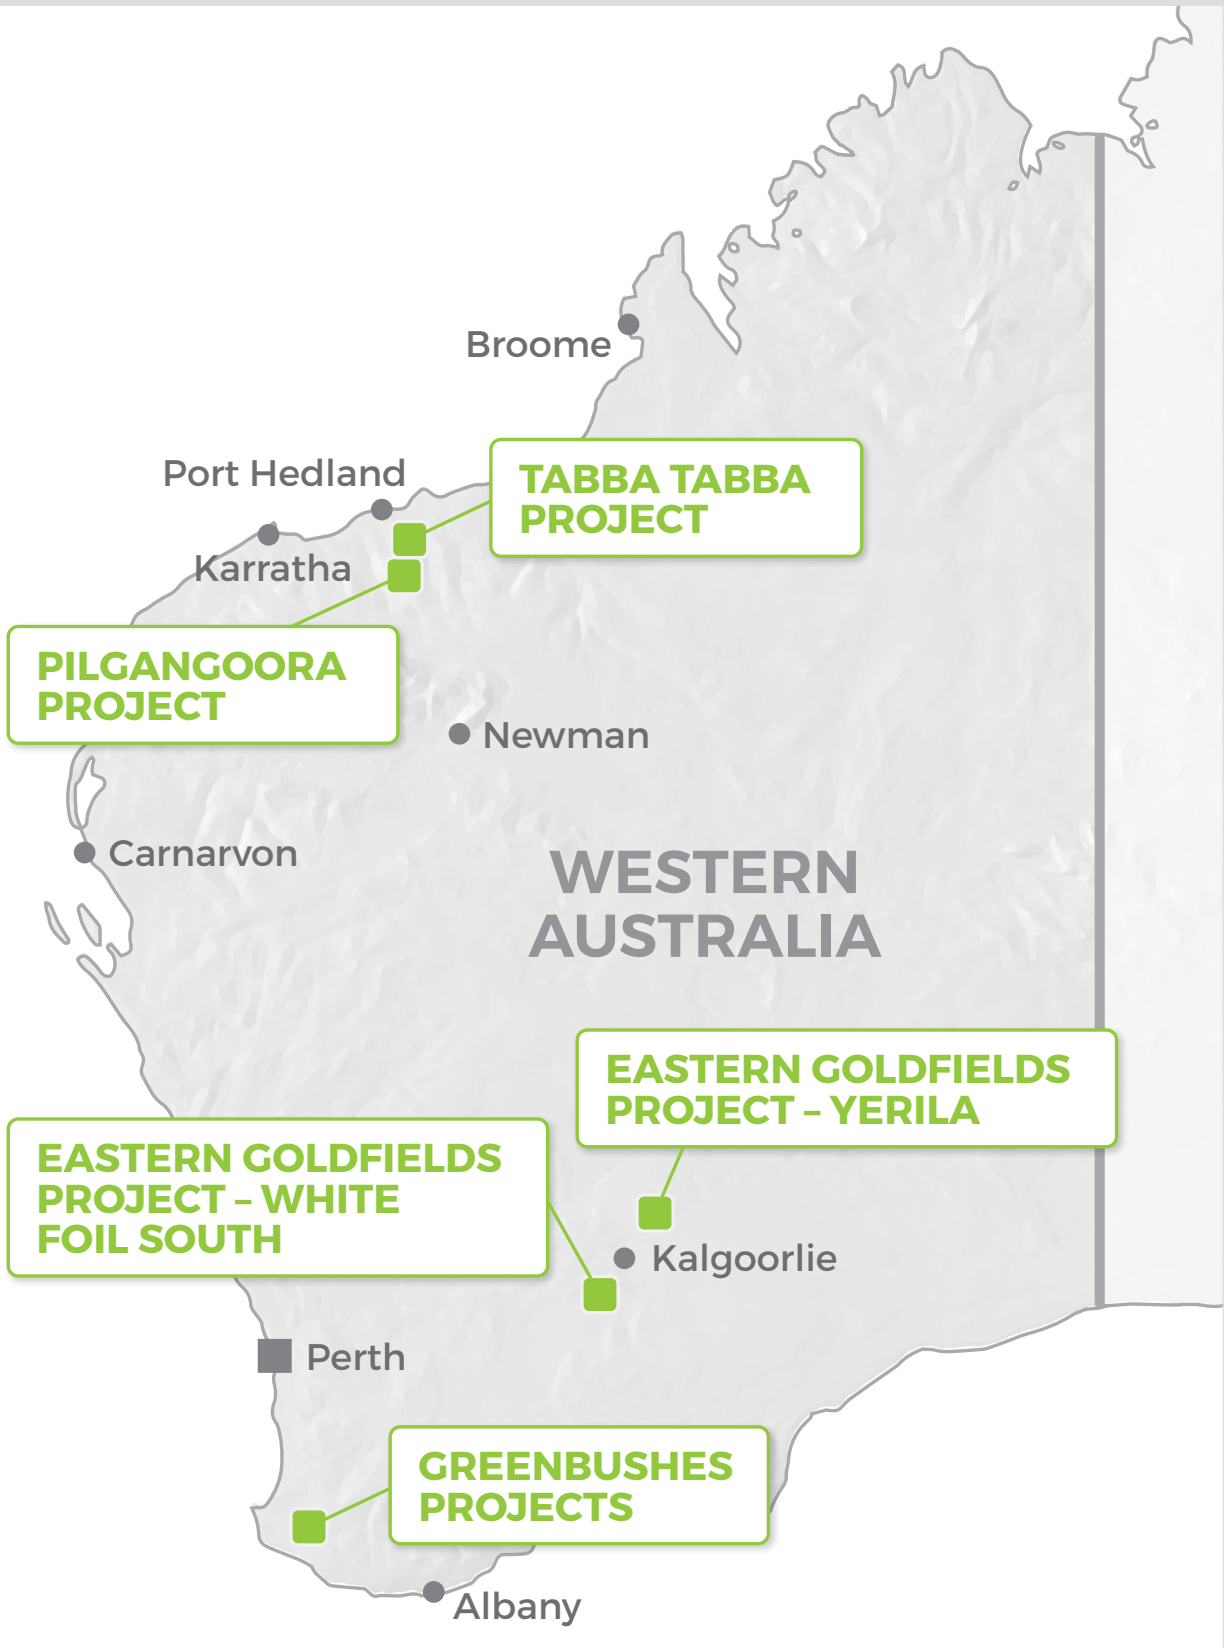 Broome
Port Hedland
TABBA TABBA
PROJECT
Karratha
PILGANGOORA
PROJECT
Newman
Carnarvon
WESTERN
AUSTRALIA
EASTERN GOLDFIELDS
PROJECT – YERILA
EASTERN GOLDFIELDS
PROJECT – WHITE
FOIL SOUTH
Kalgoorlie
Perth
GREENBUSHES
PROJECTS
Albany